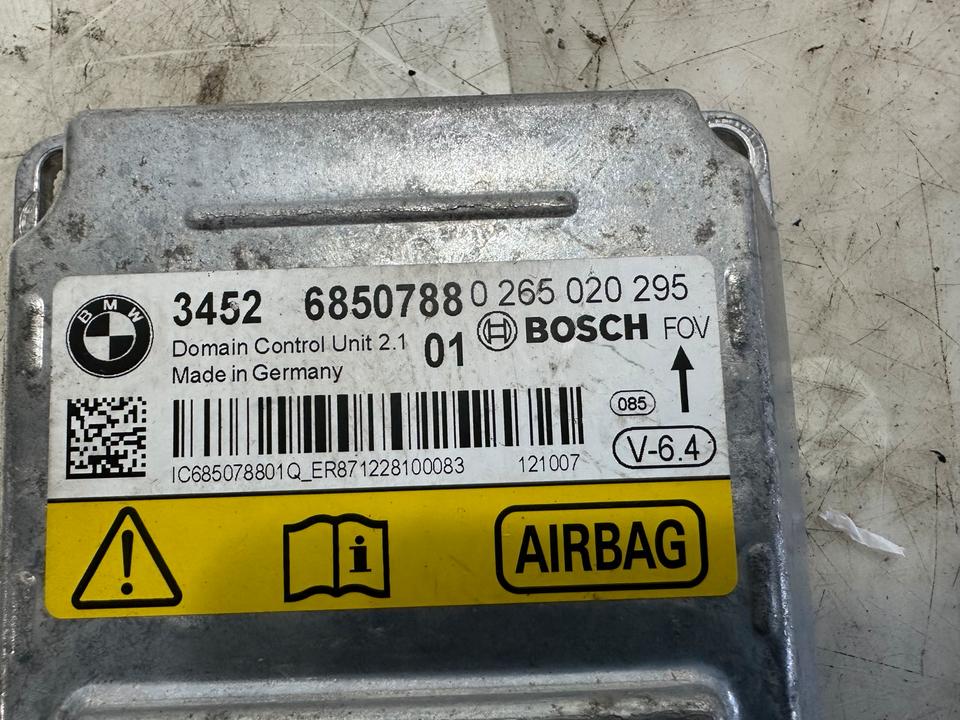 BMW
3452 6850788 0 265 020 295
Domain Control Unit 2.1 01 BOSCH FOV
Made in Germany
085
V-6.4
IC685078801Q_ER871228100083 121007
i
AIRBAG